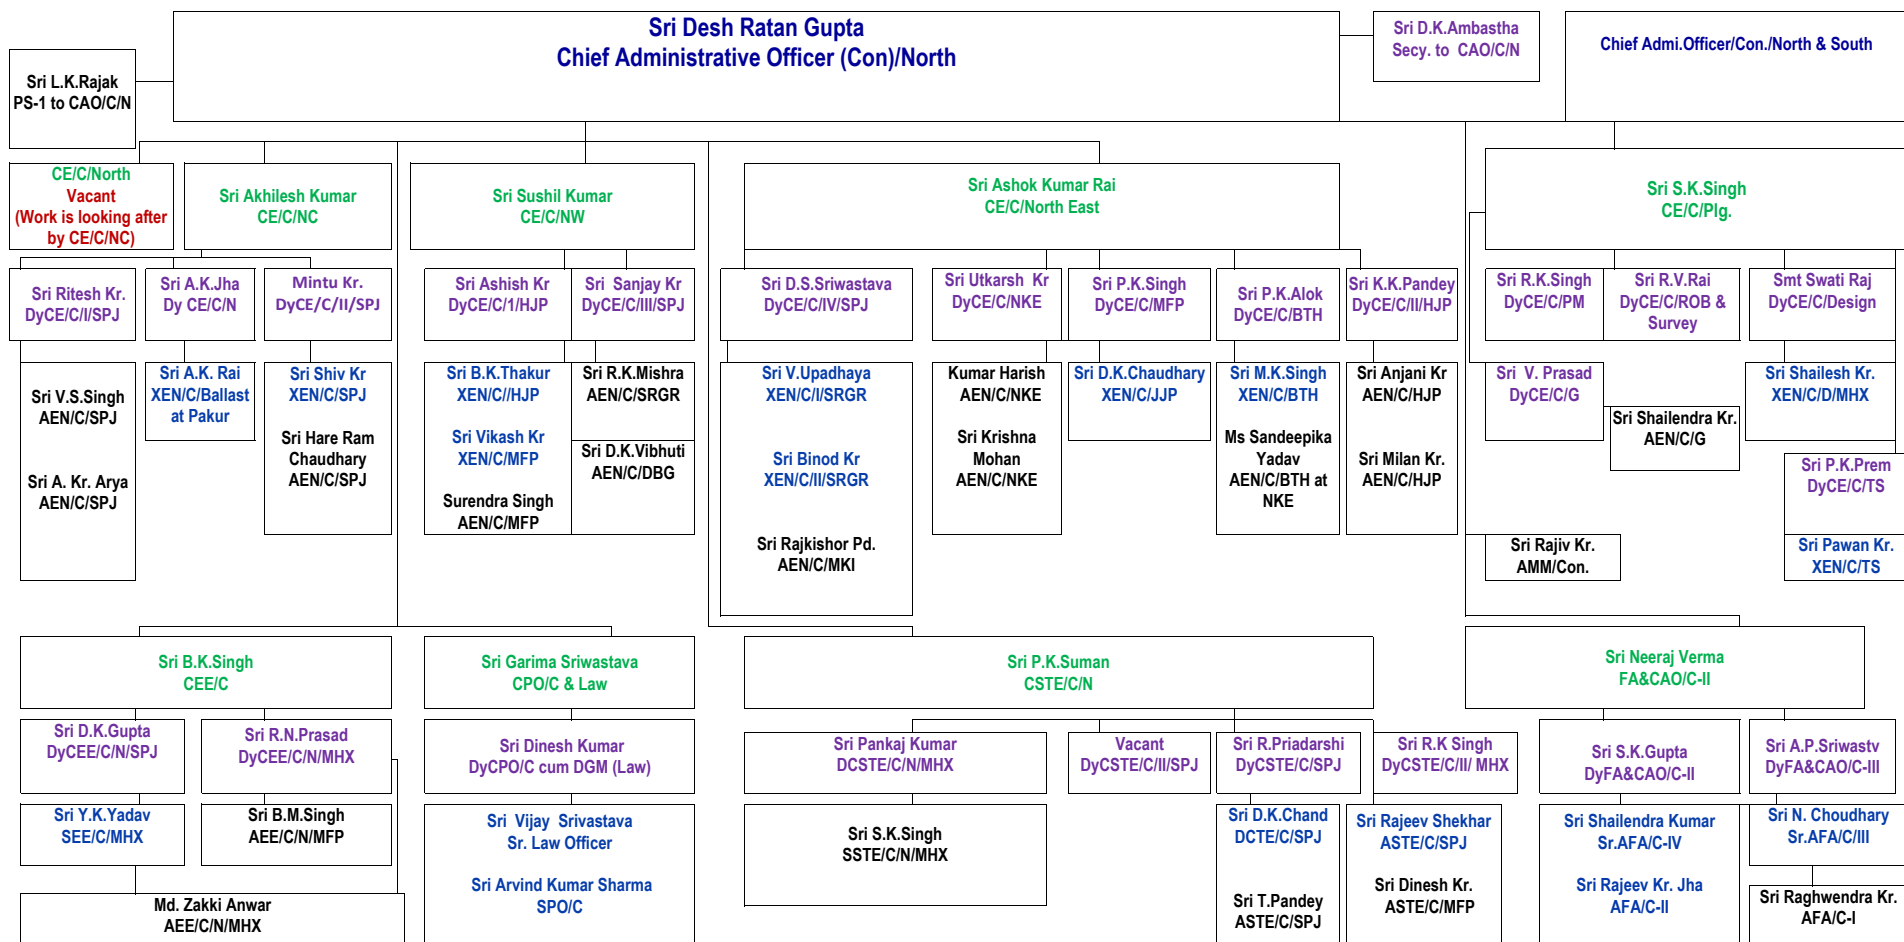 Sri Desh Ratan Gupta
Chief Administrative Officer (Con)/North
Sri D.K.Ambastha
Secy. to CAO/C/N
Chief Admi.Officer/Con./North & South
Sri L.K.Rajak
PS-1 to CAO/C/N
CE/C/North
Vacant
(Work is looking after
by CE/C/NC)
Sri Akhilesh Kumar
CE/C/NC
Sri Sushil Kumar
CE/C/NW
Sri Ashok Kumar Rai
CE/C/North East
Sri S.K.Singh
CE/C/Plg.
Sri Ritesh Kr.
DyCE/C/I/SPJ
Sri A.K.Jha
Dy CE/C/N
Mintu Kr.
DyCE/C/II/SPJ
Sri Ashish Kr
DyCE/C/1/HJP
Sri Sanjay Kr
DyCE/C/III/SPJ
Sri D.S.Sriwastava
DyCE/C/IV/SPJ
Sri Utkarsh Kr
DyCE/C/NKE
Sri P.K.Singh
DyCE/C/MFP
Sri P.K.Alok
DyCE/C/BTH
Sri K.K.Pandey
DyCE/C/II/HJP
Sri R.K.Singh
DyCE/C/PM
Sri R.V.Rai
DyCE/C/ROB &
Survey
Smt Swati Raj
DyCE/C/Design
Sri V.S.Singh
AEN/C/SPJ
Sri A. Kr. Arya
AEN/C/SPJ
Sri A.K. Rai
XEN/C/Ballast
at Pakur
Sri Shiv Kr
XEN/C/SPJ
Sri Hare Ram
Chaudhary
AEN/C/SPJ
Sri B.K.Thakur
XEN/C//HJP
Sri Vikash Kr
XEN/C/MFP
Surendra Singh
AEN/C/MFP
Sri R.K.Mishra
AEN/C/SRGR
Sri D.K.Vibhuti
AEN/C/DBG
Sri V.Upadhaya
XEN/C/I/SRGR
Sri Binod Kr
XEN/C/II/SRGR
Sri Rajkishor Pd.
AEN/C/MKI
Kumar Harish
AEN/C/NKE
Sri Krishna
Mohan
AEN/C/NKE
Sri D.K.Chaudhary
XEN/C/JJP
Sri M.K.Singh
XEN/C/BTH
Ms Sandeepika
Yadav
AEN/C/BTH at
NKE
Sri Anjani Kr
AEN/C/HJP
Sri Milan Kr.
AEN/C/HJP
Sri V. Prasad
DyCE/C/G
Sri Shailendra Kr.
AEN/C/G
Sri Shailesh Kr.
XEN/C/D/MHX
Sri P.K.Prem
DyCE/C/TS
Sri Rajiv Kr.
AMM/Con.
Sri Pawan Kr.
XEN/C/TS
Sri B.K.Singh
CEE/C
Sri Garima Sriwastava
CPO/C & Law
Sri P.K.Suman
CSTE/C/N
Sri Neeraj Verma
FA&CAO/C-II
Sri D.K.Gupta
DyCEE/C/N/SPJ
Sri R.N.Prasad
DyCEE/C/N/MHX
Sri Dinesh Kumar
DyCPO/C cum DGM (Law)
Sri Pankaj Kumar
DCSTE/C/N/MHX
Vacant
DyCSTE/C/II/SPJ
Sri R.Priadarshi
DyCSTE/C/SPJ
Sri R.K Singh
DyCSTE/C/II/ MHX
Sri S.K.Gupta
DyFA&CAO/C-II
Sri A.P.Sriwastv
DyFA&CAO/C-III
Sri Y.K.Yadav
SEE/C/MHX
Sri B.M.Singh
AEE/C/N/MFP
Sri Vijay Srivastava
Sr. Law Officer
Sri Arvind Kumar Sharma
SPO/C
Sri S.K.Singh
SSTE/C/N/MHX
Sri D.K.Chand
DCTE/C/SPJ
Sri T.Pandey
ASTE/C/SPJ
Sri Rajeev Shekhar
ASTE/C/SPJ
Sri Dinesh Kr.
ASTE/C/MFP
Sri Shailendra Kumar
Sr.AFA/C-IV
Sri Rajeev Kr. Jha
AFA/C-II
Sri N. Choudhary
Sr.AFA/C/III
Sri Raghwendra Kr.
AFA/C-I
Md. Zakki Anwar
AEE/C/N/MHX